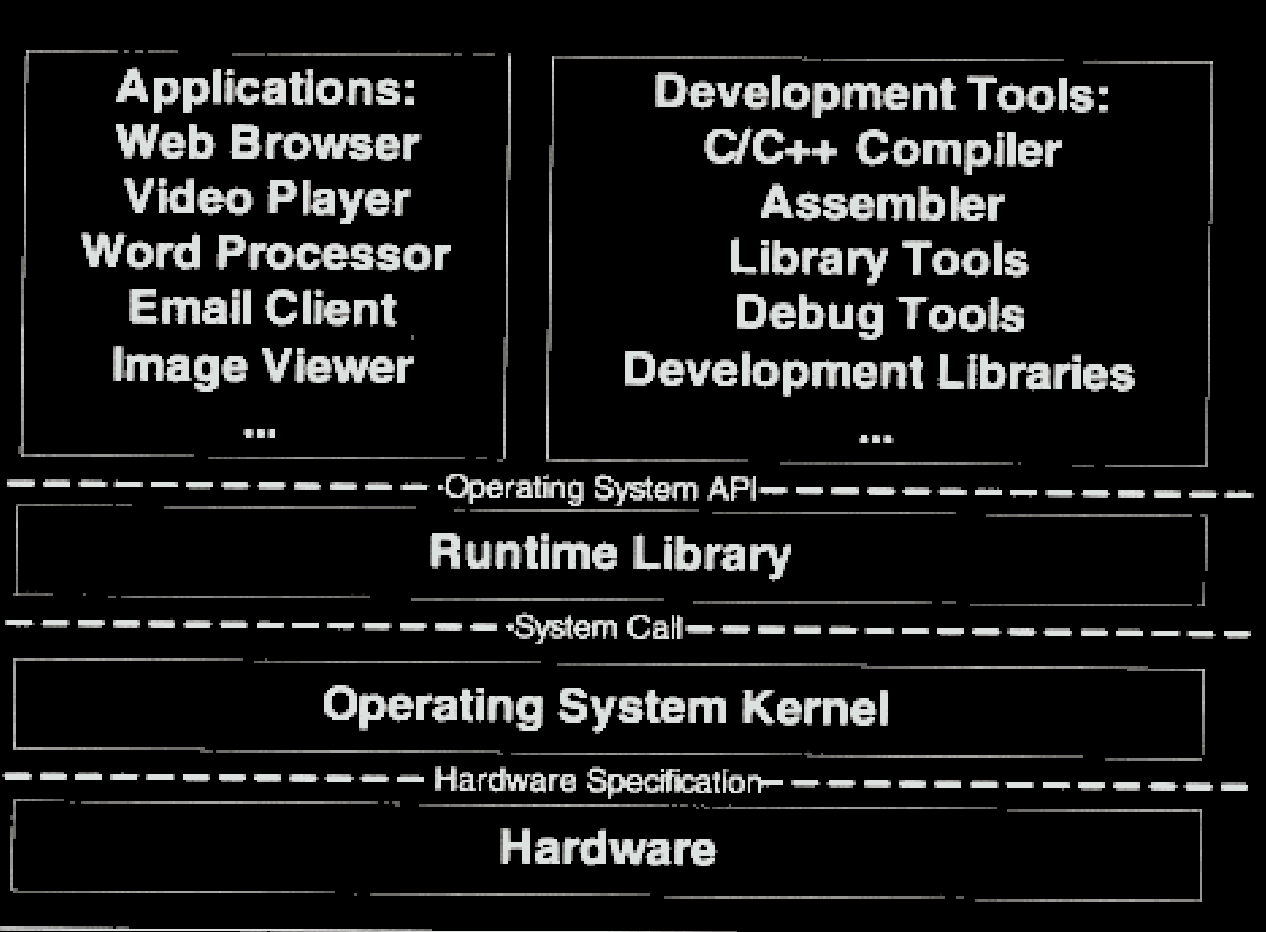 Applications:
Web Browser
Video Player
Word Processor
Email Client
Image Viewer
...
Development Tools:
C/C++ Compiler
Assembler
Library Tools
Debug Tools
Development Libraries
...
Operating System API
Runtime Library
System Call
Operating System Kernel
Hardware Specification
Hardware